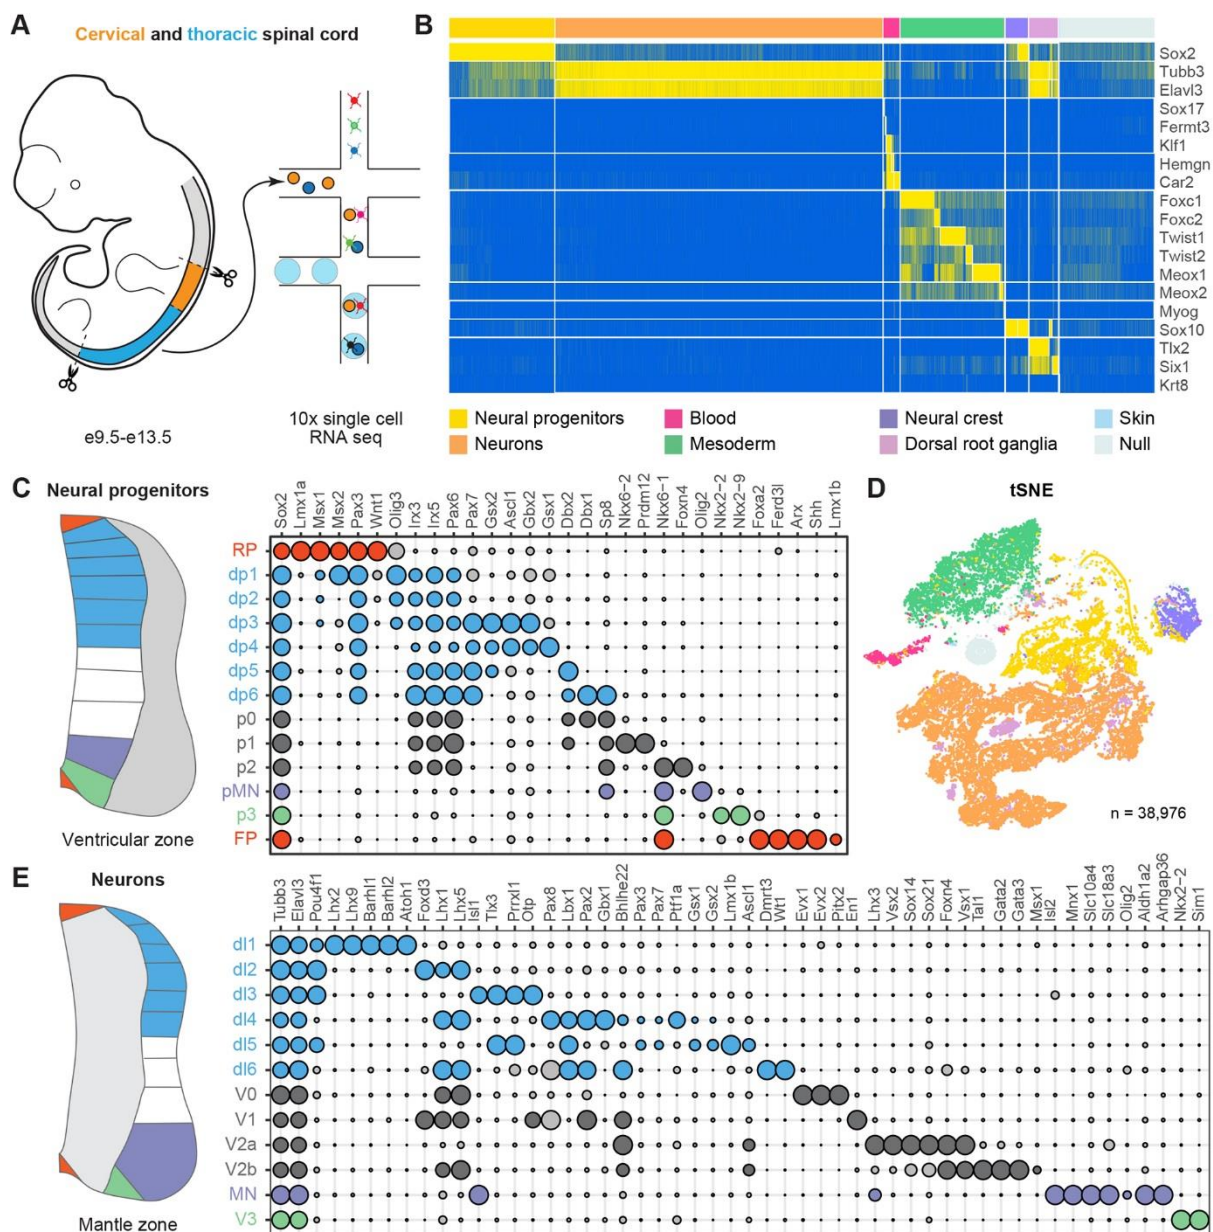 A
Cervical and thoracic spinal cord
e9.5-e13.5
10x single cell
RNA seq
B
Sox2
Tubb3
Elavl3
Sox17
Fermt3
Klf1
Hemgn
Car2
Foxc1
Foxc2
Twist1
Twist2
Meox1
Meox2
Myog
Sox10
Tlx2
Six1
Krt8
Neural progenitors
Blood
Neural crest
Skin
Neurons
Mesoderm
Dorsal root ganglia
Null
C
Neural progenitors
Ventricular zone
Sox2 Lmx1a Msx1 Msx2 Pax3 Wnt1 Olig3 Irx3 Irx5 Pax6 Pax7 Gsx2 Ascl1 Gbx2 Gsx1 Dbx2 Dbx1 Sp8 Nkx6-2 Prdm12 Nkx6-1 Foxn4 Olig2 Nkx2-2 Nkx2-9 Foxa2 Ferd3l Arx Shh Lmx1b
RP
dp1
dp2
dp3
dp4
dp5
dp6
p0
p1
p2
pMN
p3
FP
D
tSNE
n = 38,976
E
Neurons
Mantle zone
Tubb3 Elavl3 Pou4f1 Lhx2 Lhx9 Barhl1 Barhl2 Atoh1 Foxd3 Lhx1 Lhx5 Isl1 Tlx3 Prrxl1 Otp Pax8 Lbx1 Pax2 Gbx1 Bhlhe22 Pax3 Pax7 Ptf1a Gsx1 Gsx2 Lmx1b Ascl1 Dmrt3 Wt1 Evx1 Evx2 Pitx2 En1 Lhx3 Vsx2 Sox14 Sox21 Foxn4 Vsx1 Tal1 Gata2 Gata3 Msx1 Isl2 Mnx1 Slc10a4 Slc18a3 Olig2 Aldh1a2 Arhgap36 Nkx2-2 Sim1
dI1
dI2
dI3
dI4
dI5
dI6
V0
V1
V2a
V2b
MN
V3